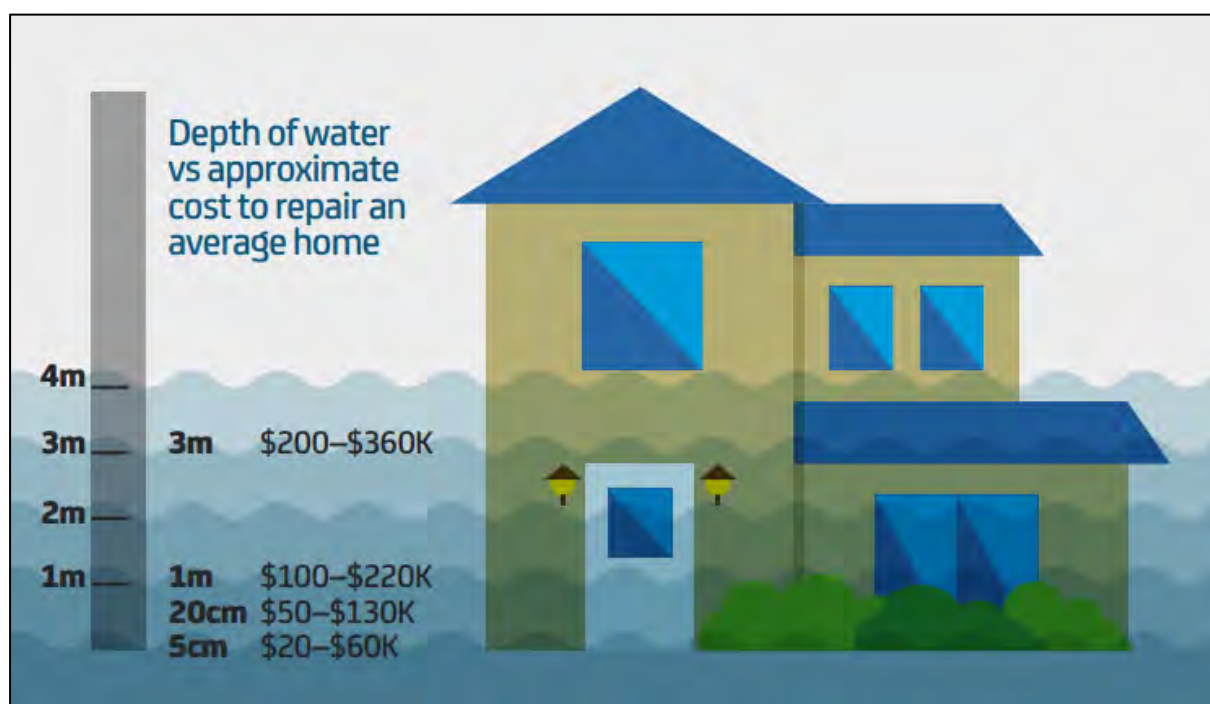 Depth of water
vs approximate
cost to repair an
average home
4m
3m 3m $200–$360K
2m
1m 1m $100–$220K
20cm $50–$130K
5cm $20–$60K